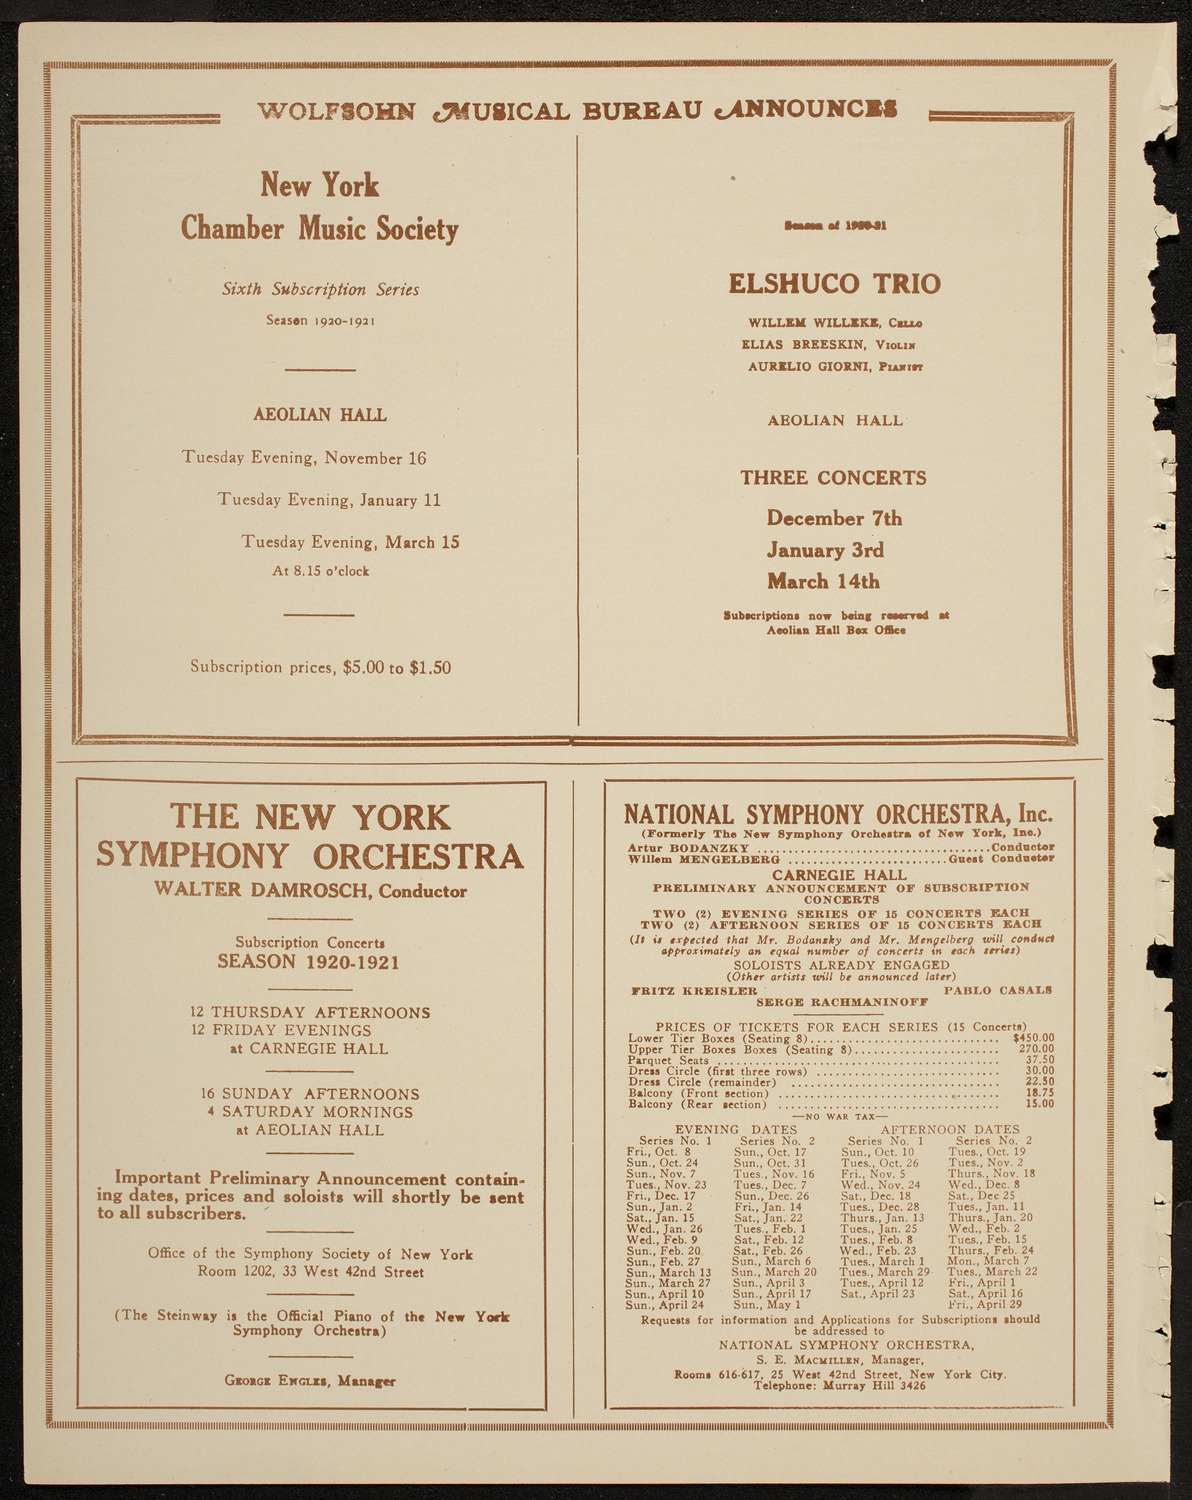 WOLFSOHN MUSICAL BUREAU ANNOUNCES
New York
Chamber Music Society
Sixth Subscription Series
Season 1920-1921
AEOLIAN HALL
Tuesday Evening, November 16
Tuesday Evening, January 11
Tuesday Evening, March 15
At 8.15 o'clock
Subscription prices, $5.00 to $1.50
Season of 1920-21
ELSHUCO TRIO
WILLEM WILLEKE, CELLO
ELIAS BREESKIN, VIOLIN
AURELIO GIORNI, PIANIST
AEOLIAN HALL
THREE CONCERTS
December 7th
January 3rd
March 14th
Subscriptions now being reserved at
Aeolian Hall Box Office
THE NEW YORK
SYMPHONY ORCHESTRA
WALTER DAMROSCH, Conductor
Subscription Concerts
SEASON 1920-1921
12 THURSDAY AFTERNOONS
12 FRIDAY EVENINGS
at CARNEGIE HALL
16 SUNDAY AFTERNOONS
4 SATURDAY MORNINGS
at AEOLIAN HALL
Important Preliminary Announcement contain-
ing dates, prices and soloists will shortly be sent
to all subscribers.
Office of the Symphony Society of New York
Room 1202, 33 West 42nd Street
(The Steinway is the Official Piano of the New York
Symphony Orchestra)
GEORGE ENGLES, Manager
NATIONAL SYMPHONY ORCHESTRA, Inc.
(Formerly The New Symphony Orchestra of New York, Inc.)
Artur BODANZKY ......................................Conductor
Willem MENGELBERG .........................Guest Conductor
CARNEGIE HALL
PRELIMINARY ANNOUNCEMENT OF SUBSCRIPTION
CONCERTS
TWO (2) EVENING SERIES OF 15 CONCERTS EACH
TWO (2) AFTERNOON SERIES OF 15 CONCERTS EACH
(It is expected that Mr. Bodanzky and Mr. Mengelberg will conduct
approximately an equal number of concerts in each series)
SOLOISTS ALREADY ENGAGED
(Other artists will be announced later)
FRITZ KREISLER PABLO CASALS
SERGE RACHMANINOFF
PRICES OF TICKETS FOR EACH SERIES (15 Concerts)
Lower Tier Boxes (Seating 8)............................... $450.00
Upper Tier Boxes Boxes (Seating 8)........................ 270.00
Parquet Seats .............................................. 37.50
Dress Circle (first three rows) .............................. 30.00
Dress Circle (remainder) .................................. 22.50
Balcony (Front section) .................................... 18.75
Balcony (Rear section) .................................... 15.00
—NO WAR TAX—
EVENING DATES AFTERNOON DATES
Series No. 1 Series No. 2 Series No. 1 Series No. 2
Fri., Oct. 8 Sun., Oct. 17 Sun., Oct. 10 Tues., Oct. 19
Sun., Oct. 24 Sun., Oct. 31 Tues., Oct. 26 Tues., Nov. 2
Sun., Nov. 7 Tues., Nov. 16 Fri., Nov. 5 Thurs., Nov. 18
Tues., Nov. 23 Tues., Dec. 7 Wed., Nov. 24 Wed., Dec. 8
Fri., Dec. 17 Sun., Dec. 26 Sat., Dec. 18 Sat., Dec 25
Sun., Jan. 2 Fri., Jan. 14 Tues., Dec. 28 Tues., Jan. 11
Sat., Jan. 15 Sat., Jan. 22 Thurs., Jan. 13 Thurs., Jan. 20
Wed., Jan. 26 Tues., Feb. 1 Tues., Jan. 25 Wed., Feb. 2
Wed., Feb. 9 Sat., Feb. 12 Tues., Feb. 8 Tues., Feb. 15
Sun., Feb. 20 Sat., Feb. 26 Wed., Feb. 23 Thurs., Feb. 24
Sun., Feb. 27 Sun., March 6 Tues., March 1 Mon., March 7
Sun., March 13 Sun., March 20 Tues., March 29 Tues., March 22
Sun., March 27 Sun., April 3 Tues., April 12 Fri., April 1
Sun., April 10 Sun., April 17 Sat., April 23 Sat., April 16
Sun., April 24 Sun., May 1 Fri., April 29
Requests for information and Applications for Subscriptions should
be addressed to
NATIONAL SYMPHONY ORCHESTRA,
S. E. MACMILLEN, Manager,
Rooms 616-617, 25 West 42nd Street, New York City.
Telephone: Murray Hill 3426